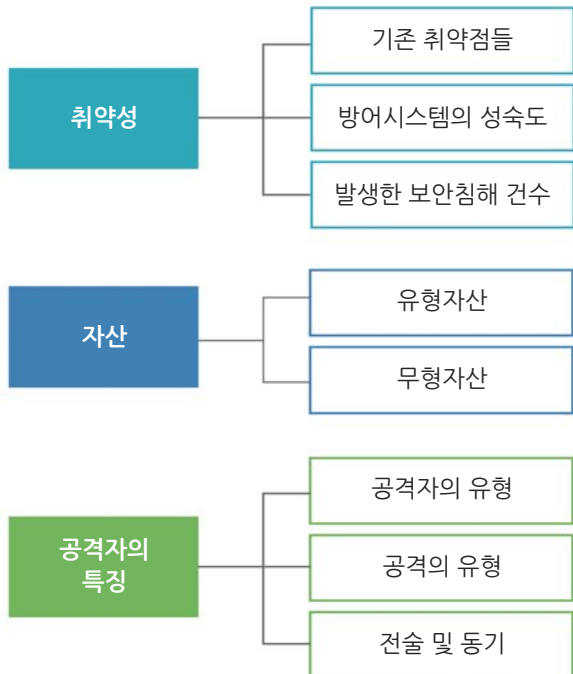 취약성
기존 취약점들
방어시스템의 성숙도
발생한 보안침해 건수
자산
유형자산
무형자산
공격자의
특징
공격자의 유형
공격의 유형
전술 및 동기